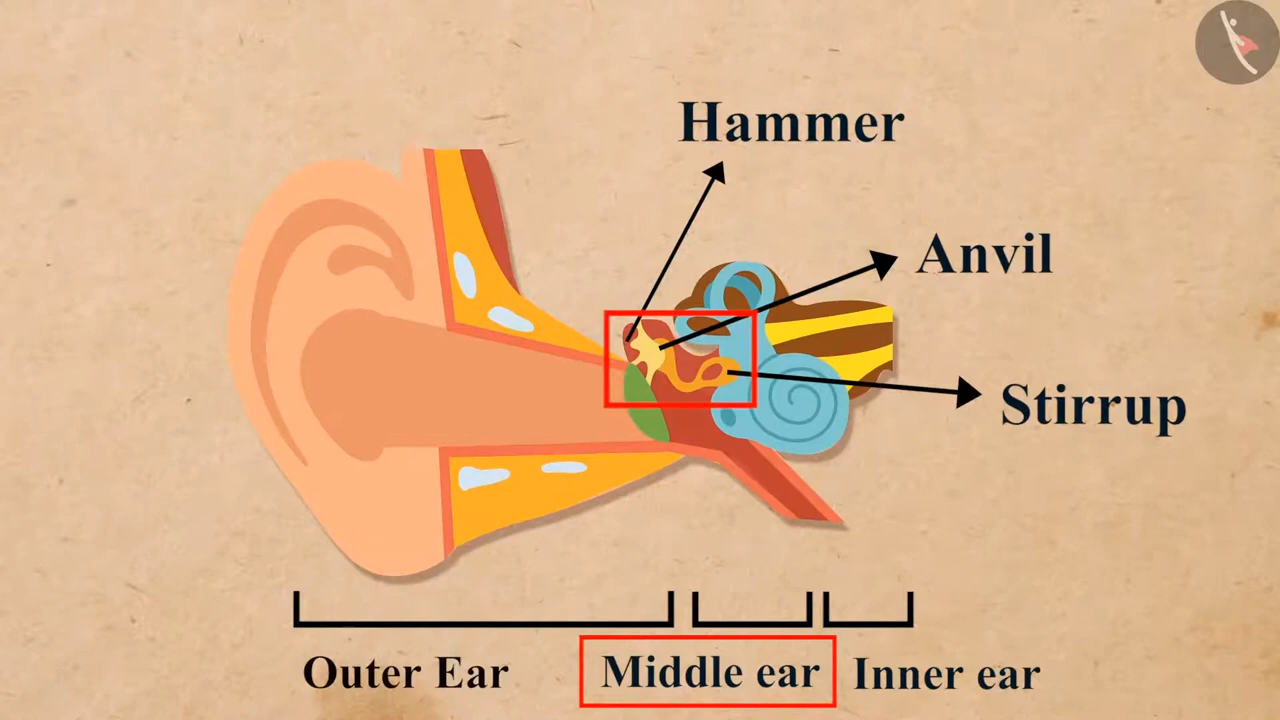 Hammer
Anvil
Stirrup
Outer Ear
Middle ear
Inner ear